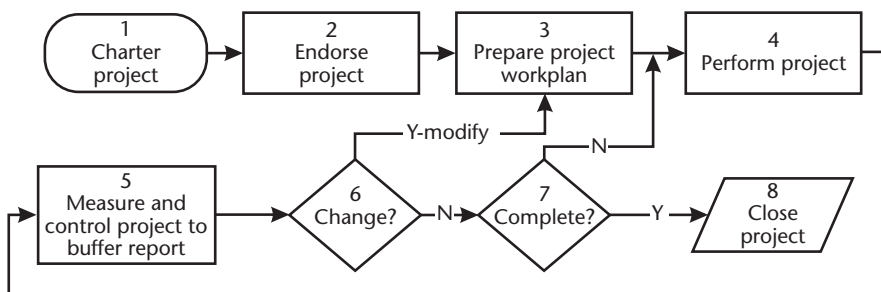 1
Charter
project
2
Endorse
project
3
Prepare project
workplan
4
Perform project
Y-modify
N
5
Measure and
control project to
buffer report
6
Change?
N
7
Complete?
Y
8
Close
project